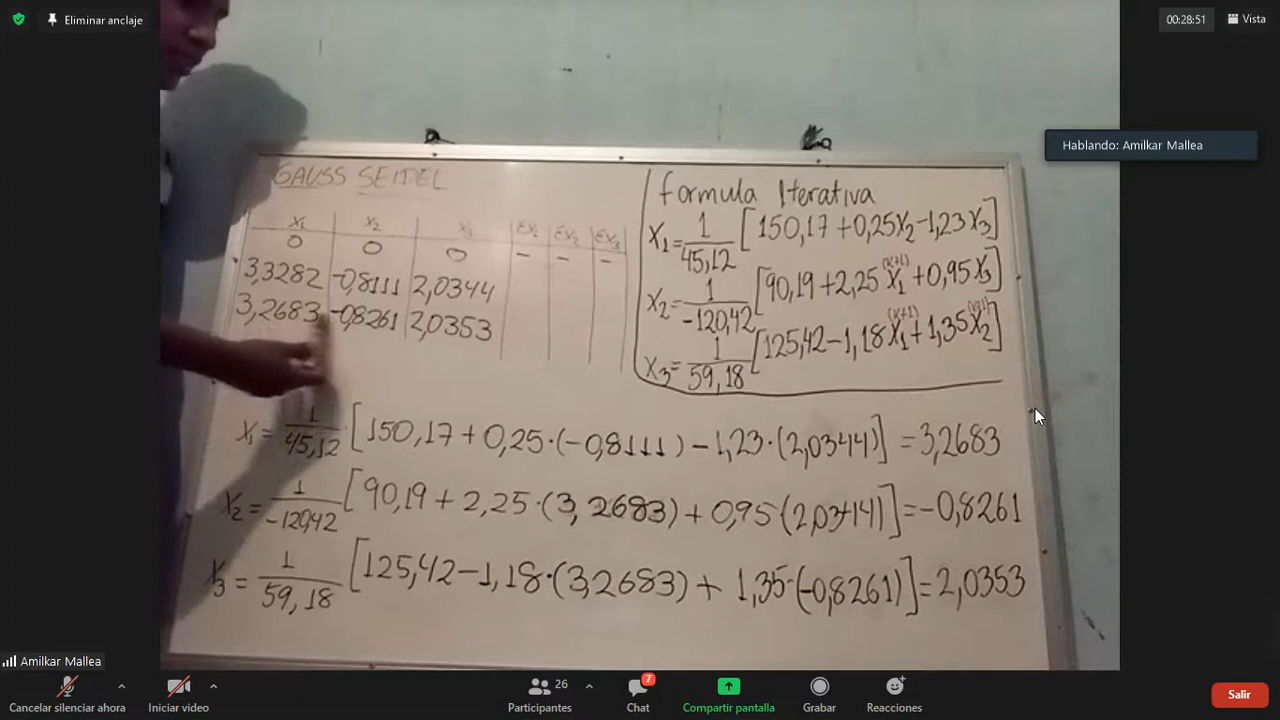 Eliminar anclaje
00:28:51
Vista
Hablando: Amilkar Mallea
GAUSS SEIDEL
X₁ X₂ X₃ EX₁ EX₂ EX₃
0 0 0 - - -
3,3282 -0,8111 2,0344
3,2683 -0,8261 2,0353
Formula Iterativa
X₁ = 1/45,12 [150,17+0,25X₂-1,23X₃]
X₂ = 1/-120,42 [90,19+2,25X₁^(k+1)+0,95X₃]
X₃ = 1/59,18 [125,42-1,18X₁^(k+1)+1,35X₂^(k+1)]
X₁ = 1/45,12 · [150,17+0,25·(-0,8111)-1,23·(2,0344)] = 3,2683
X₂ = 1/-120,42 [90,19+2,25·(3,2683)+0,95(2,0344)] = -0,8261
X₃ = 1/59,18 [125,42-1,18·(3,2683)+1,35·(-0,8261)] = 2,0353
Amilkar Mallea
Cancelar silenciar ahora
Iniciar video
26
Participantes
7
Chat
Compartir pantalla
Grabar
Reacciones
Salir